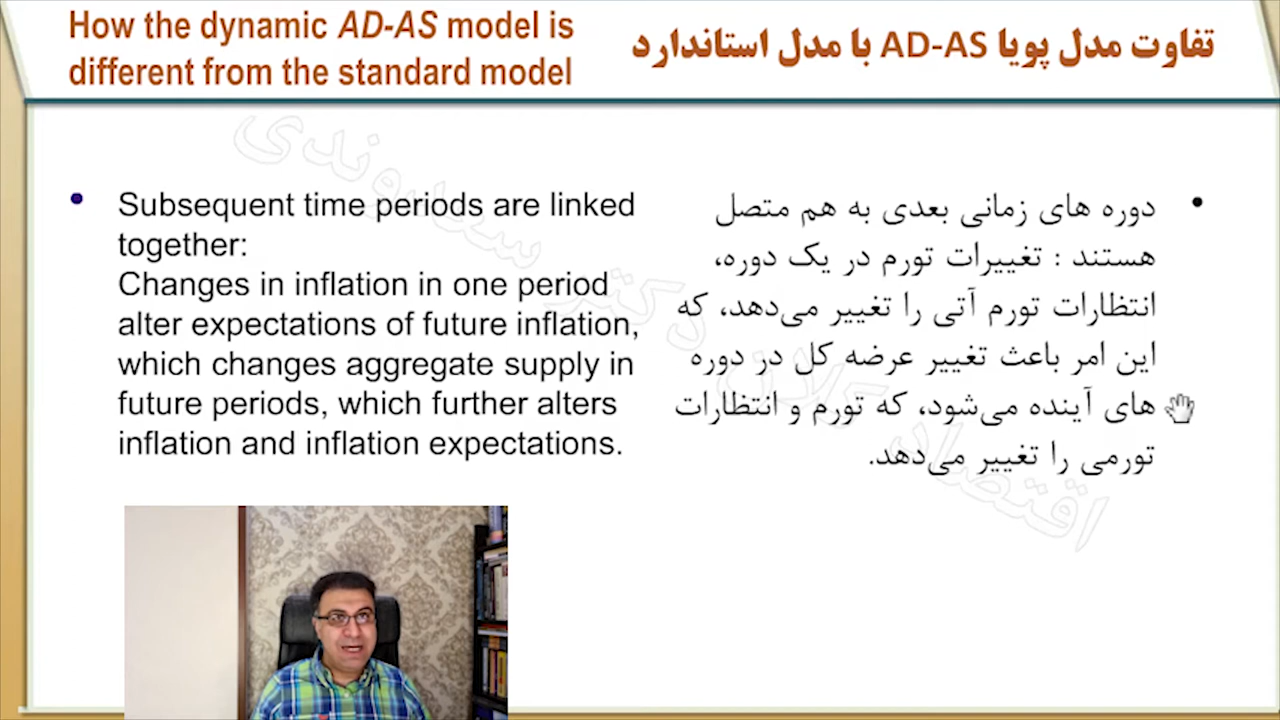 How the dynamic AD-AS model is
different from the standard model
تفاوت مدل پویا AD-AS با مدل استاندارد
• Subsequent time periods are linked
together:
Changes in inflation in one period
alter expectations of future inflation,
which changes aggregate supply in
future periods, which further alters
inflation and inflation expectations.
• دوره های زمانی بعدی به هم متصل
هستند : تغییرات تورم در یک دوره،
انتظارات تورم آتی را تغییر می‌دهد، که
این امر باعث تغییر عرضه کل در دوره
های آینده می‌شود، که تورم و انتظارات
تورمی را تغییر می‌دهد.
اقتصاد کلان دکتر